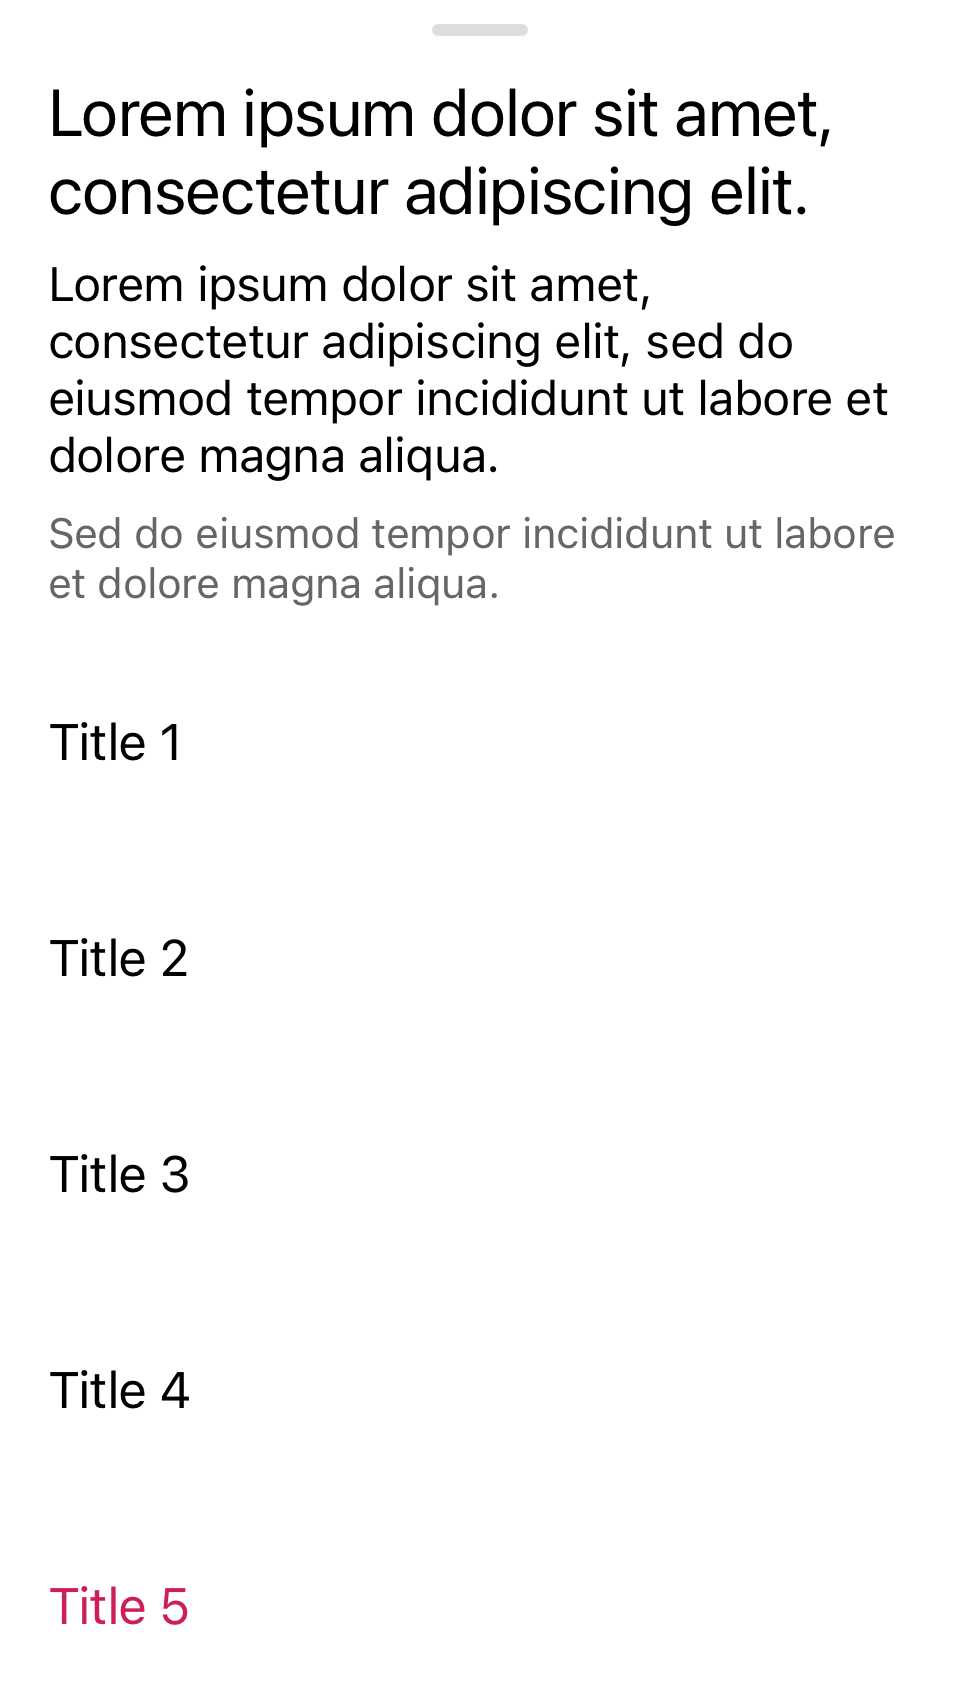 Lorem ipsum dolor sit amet,
consectetur adipiscing elit.
Lorem ipsum dolor sit amet,
consectetur adipiscing elit, sed do
eiusmod tempor incididunt ut labore et
dolore magna aliqua.
Sed do eiusmod tempor incididunt ut labore
et dolore magna aliqua.
Title 1
Title 2
Title 3
Title 4
Title 5